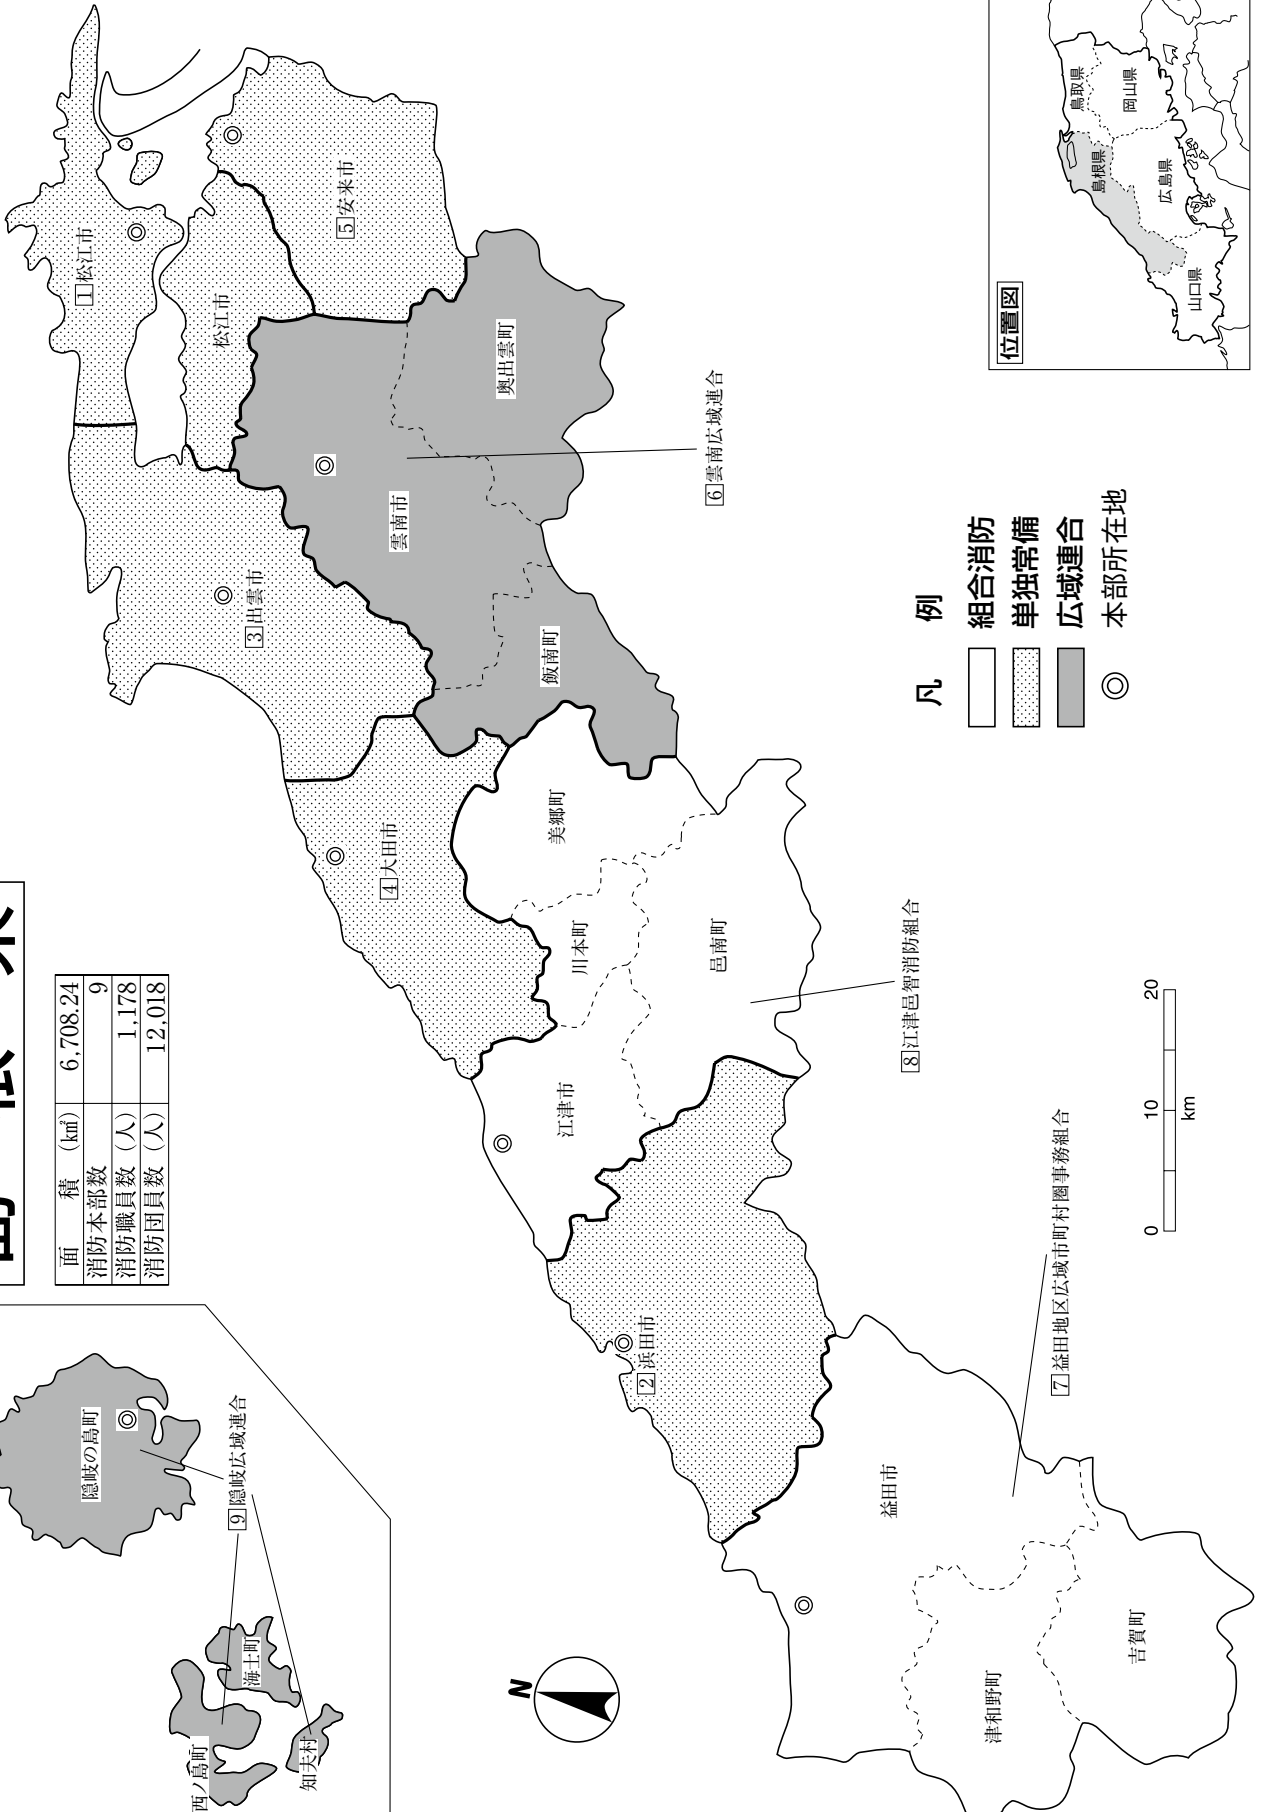 島根県
面　積（㎢） 6,708.24
消防本部数 9
消防職員数（人） 1,178
消防団員数（人） 12,018
隠岐の島町
9隠岐広域連合
海士町
西ノ島町
知夫村
1松江市
松江市
5安来市
3出雲市
雲南市
奥出雲町
飯南町
6雲南広域連合
4大田市
美郷町
川本町
邑南町
江津市
8江津邑智消防組合
2浜田市
益田市
津和野町
吉賀町
7益田地区広域市町村圏事務組合
N
凡　例
組合消防
単独常備
広域連合
本部所在地
0 10 20
km
位置図
鳥取県
岡山県
島根県
広島県
山口県